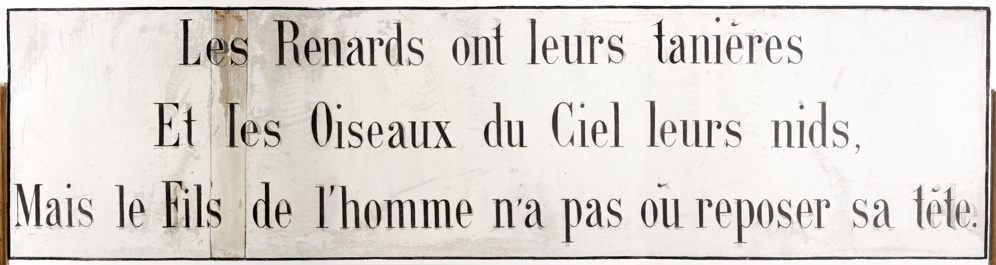 Les Renards ont leurs tanières
Et les Oiseaux du Ciel leurs nids,
Mais le Fils de l'homme n'a pas où reposer sa tête.